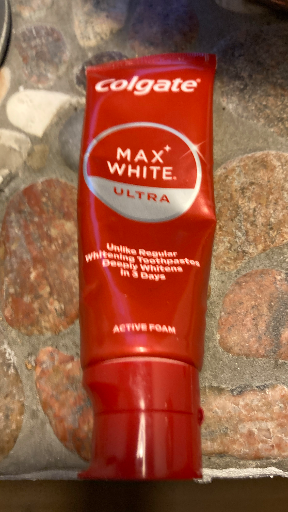 Colgate®
MAX+
WHITE.
ULTRA
Unlike Regular
Whitening Toothpastes
Deeply Whitens
in 3 Days
ACTIVE FOAM